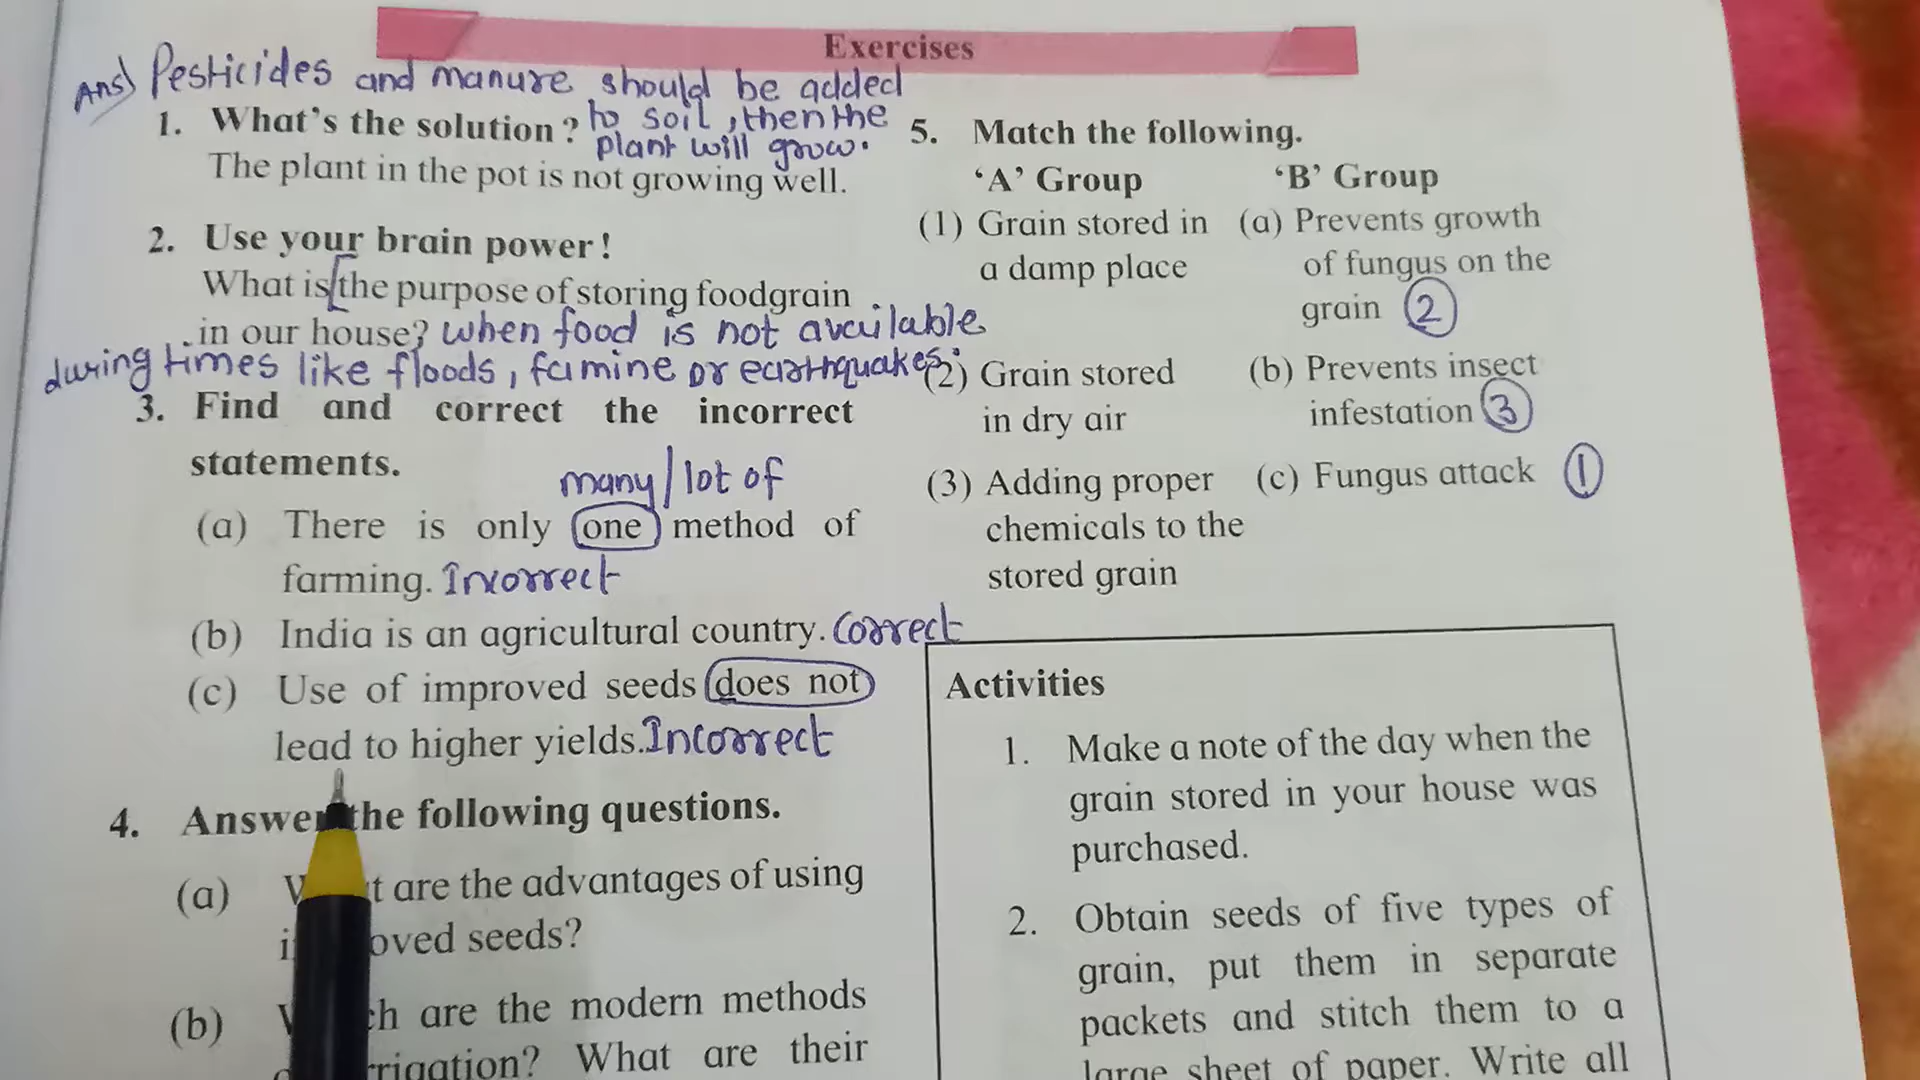 Exercises
Ans) Pesticides and manure should be added
to soil, then the
plant will grow.
1. What's the solution?
The plant in the pot is not growing well.
2. Use your brain power!
What is the purpose of storing foodgrain
in our house? when food is not available
during times like floods, famine or earthquakes.
3. Find and correct the incorrect
statements.
many/lot of
(a) There is only one method of
farming. Incorrect
(b) India is an agricultural country. Correct
(c) Use of improved seeds does not
lead to higher yields. Incorrect
4. Answer the following questions.
(a) are the advantages of using
seeds?
(b) are the modern methods
What are their
5. Match the following.
'A' Group 'B' Group
(1) Grain stored in (a) Prevents growth
a damp place of fungus on the
grain 2
(2) Grain stored (b) Prevents insect
in dry air infestation 3
(3) Adding proper (c) Fungus attack 1
chemicals to the
stored grain
Activities
1. Make a note of the day when the
grain stored in your house was
purchased.
2. Obtain seeds of five types of
grain, put them in separate
packets and stitch them to a
large sheet of paper. Write all